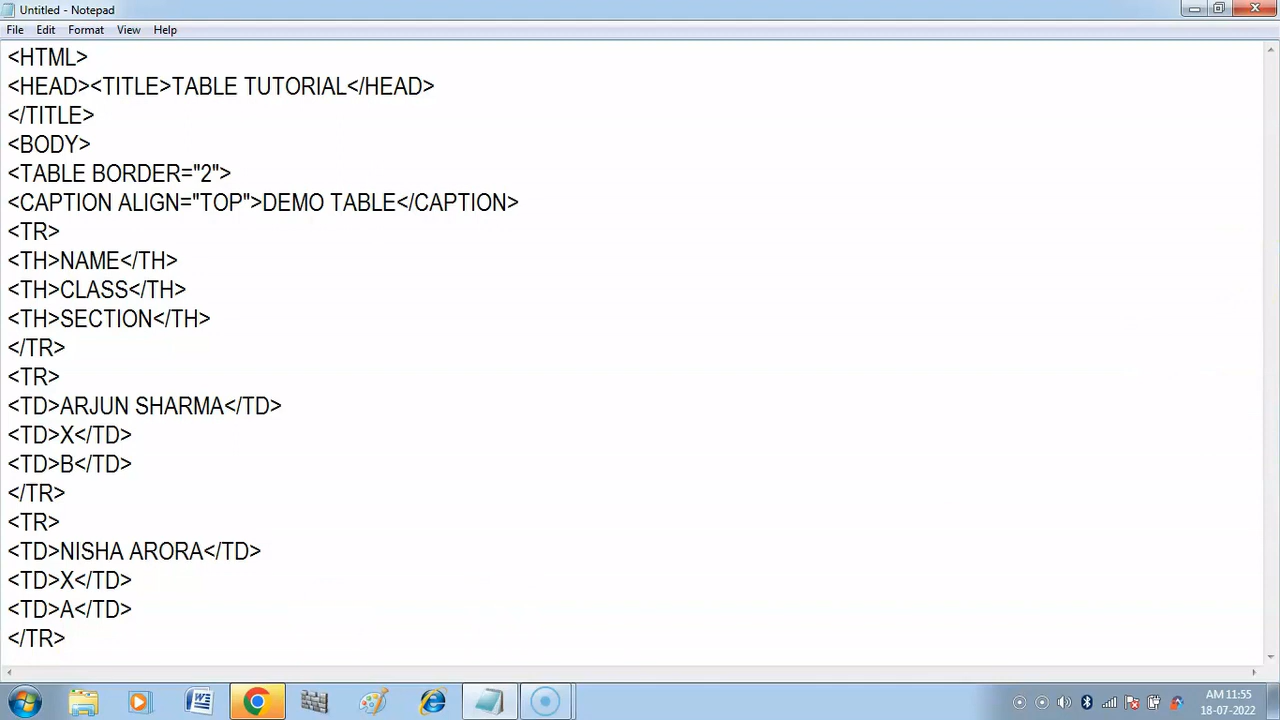 Untitled - Notepad
File Edit Format View Help
<HTML>
<HEAD><TITLE>TABLE TUTORIAL</HEAD>
</TITLE>
<BODY>
<TABLE BORDER="2">
<CAPTION ALIGN="TOP">DEMO TABLE</CAPTION>
<TR>
<TH>NAME</TH>
<TH>CLASS</TH>
<TH>SECTION</TH>
</TR>
<TR>
<TD>ARJUN SHARMA</TD>
<TD>X</TD>
<TD>B</TD>
</TR>
<TR>
<TD>NISHA ARORA</TD>
<TD>X</TD>
<TD>A</TD>
</TR>
AM 11:55
18-07-2022